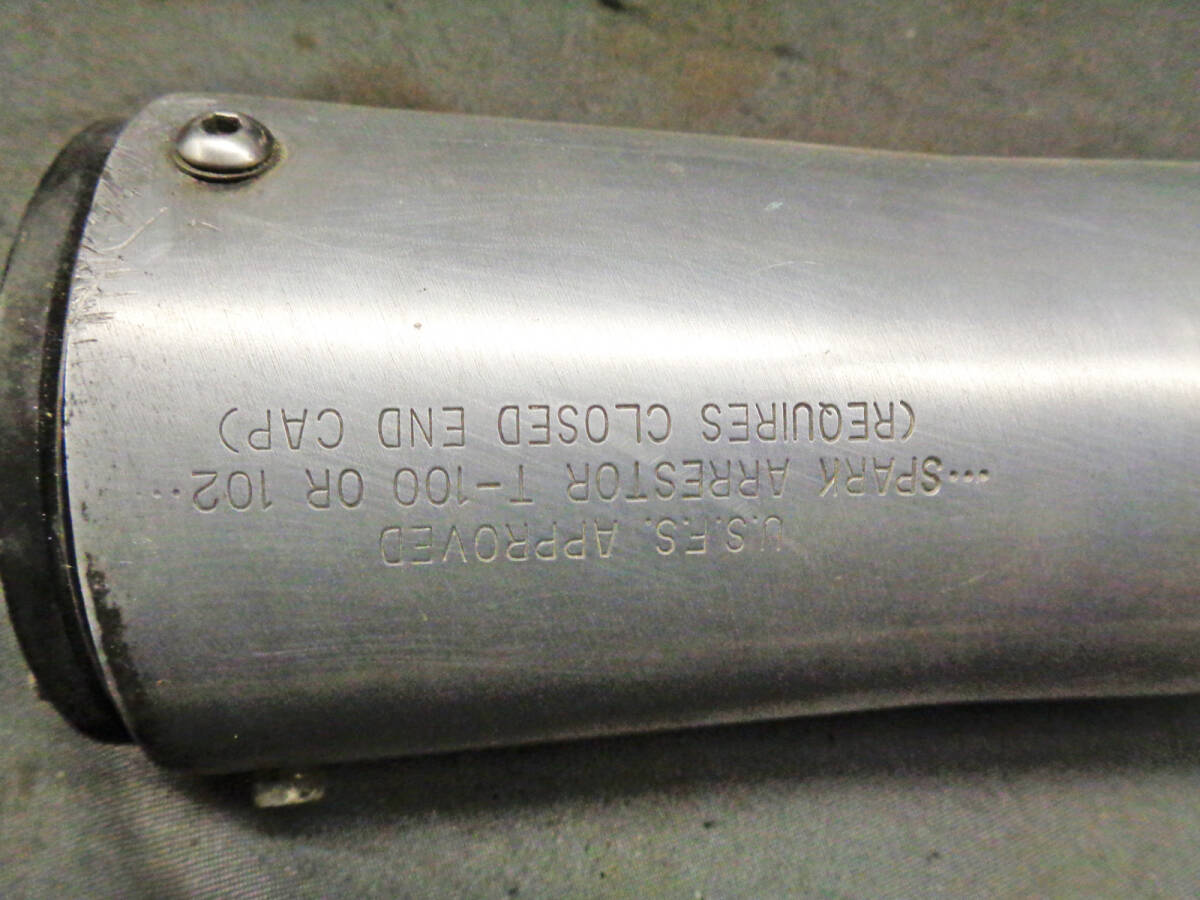 U.S.F.S. APPROVED
...SPARK ARRESTOR T-100 OR 102...
(REQUIRES CLOSED END CAP)